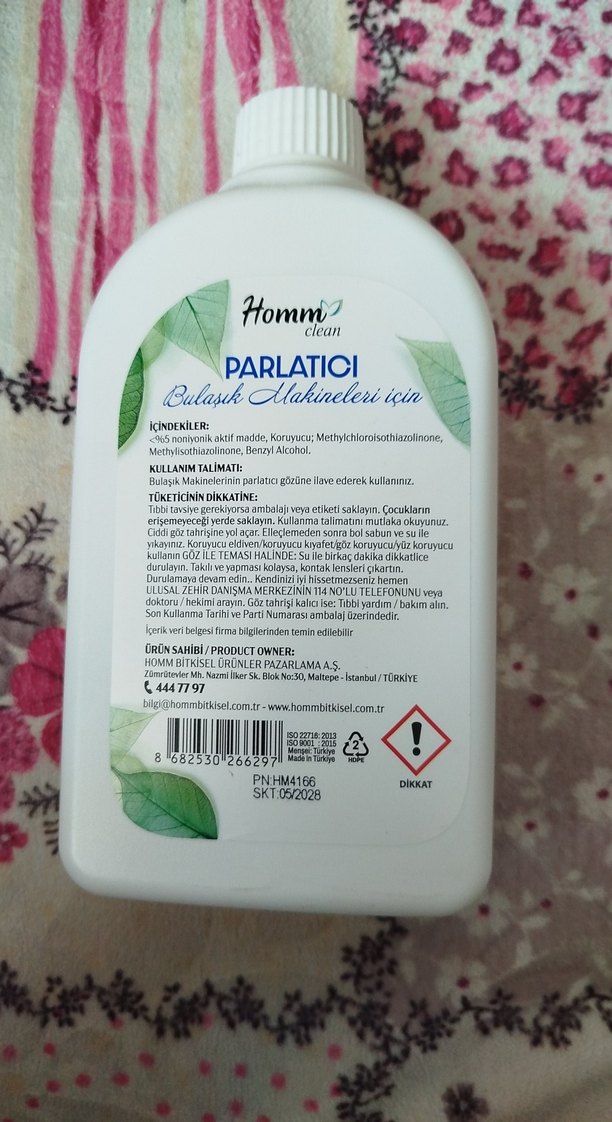 Homm
clean
PARLATICI
Bulaşık Makineleri için
İÇİNDEKİLER:
<%5 noniyonik aktif madde, Koruyucu; Methylchloroisothiazolinone,
Methylisothiazolinone, Benzyl Alcohol.
KULLANIM TALİMATI:
Bulaşık Makinelerinin parlatıcı gözüne ilave ederek kullanınız.
TÜKETİCİNİN DİKKATİNE:
Tıbbi tavsiye gerekiyorsa ambalajı veya etiketi saklayın. Çocukların
erişemeyeceği yerde saklayın. Kullanma talimatını mutlaka okuyunuz.
Ciddi göz tahrişine yol açar. Elleçlemeden sonra bol sabun ve su ile
yıkayınız. Koruyucu eldiven/koruyucu kıyafet/göz koruyucu/yüz koruyucu
kullanın GÖZ İLE TEMASI HALİNDE: Su ile birkaç dakika dikkatlice
durulayın. Takılı ve yapması kolaysa, kontak lensleri çıkartın.
Durulamaya devam edin.. Kendinizi iyi hissetmezseniz hemen
ULUSAL ZEHİR DANIŞMA MERKEZİNİN 114 NO'LU TELEFONUNU veya
doktoru / hekimi arayın. Göz tahrişi kalıcı ise: Tıbbi yardım / bakım alın.
Son Kullanma Tarihi ve Parti Numarası ambalaj üzerindedir.
İçerik veri belgesi firma bilgilerinden temin edilebilir
ÜRÜN SAHİBİ / PRODUCT OWNER:
HOMM BİTKİSEL ÜRÜNLER PAZARLAMA A.Ş.
Zümrütevler Mh. Nazmi İlker Sk. Blok No:30, Maltepe - İstanbul / TÜRKİYE
444 77 97
bilgi@hommbitkisel.com.tr - www.hommbitkisel.com.tr
ISO 22716: 2013
ISO 9001 : 2015
Menşei: Türkiye
Made in Türkiye
2
HDPE
8 682530 266297
DİKKAT
PN:HM4166
SKT:05/2028